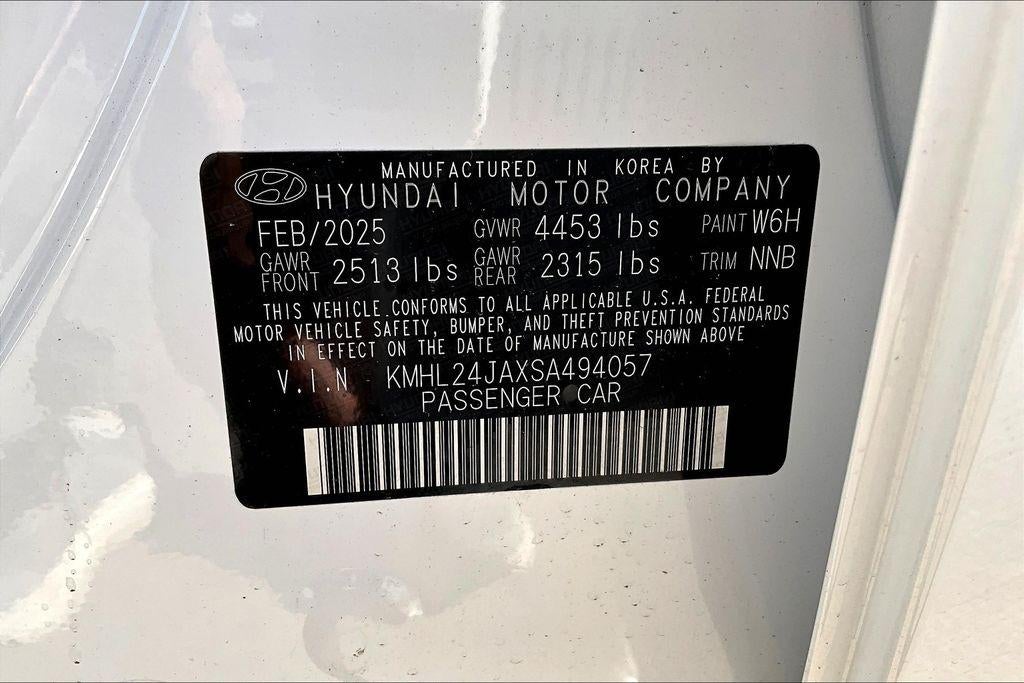 MANUFACTURED IN KOREA BY
HYUNDAI MOTOR COMPANY
FEB/2025 GVWR 4453 lbs PAINT W6H
GAWR FRONT 2513 lbs GAWR REAR 2315 lbs TRIM NNB
THIS VEHICLE CONFORMS TO ALL APPLICABLE U.S.A. FEDERAL
MOTOR VEHICLE SAFETY, BUMPER, AND THEFT PREVENTION STANDARDS
IN EFFECT ON THE DATE OF MANUFACTURE SHOWN ABOVE
V.I.N KMHL24JAXSA494057
PASSENGER CAR